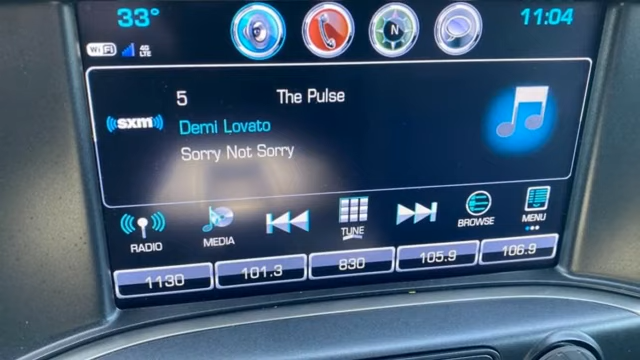 33° 11:04
WiFi 4G LTE
N
5 The Pulse
sxm
Demi Lovato
Sorry Not Sorry
RADIO MEDIA TUNE BROWSE MENU
1130 101.3 830 105.9 106.9